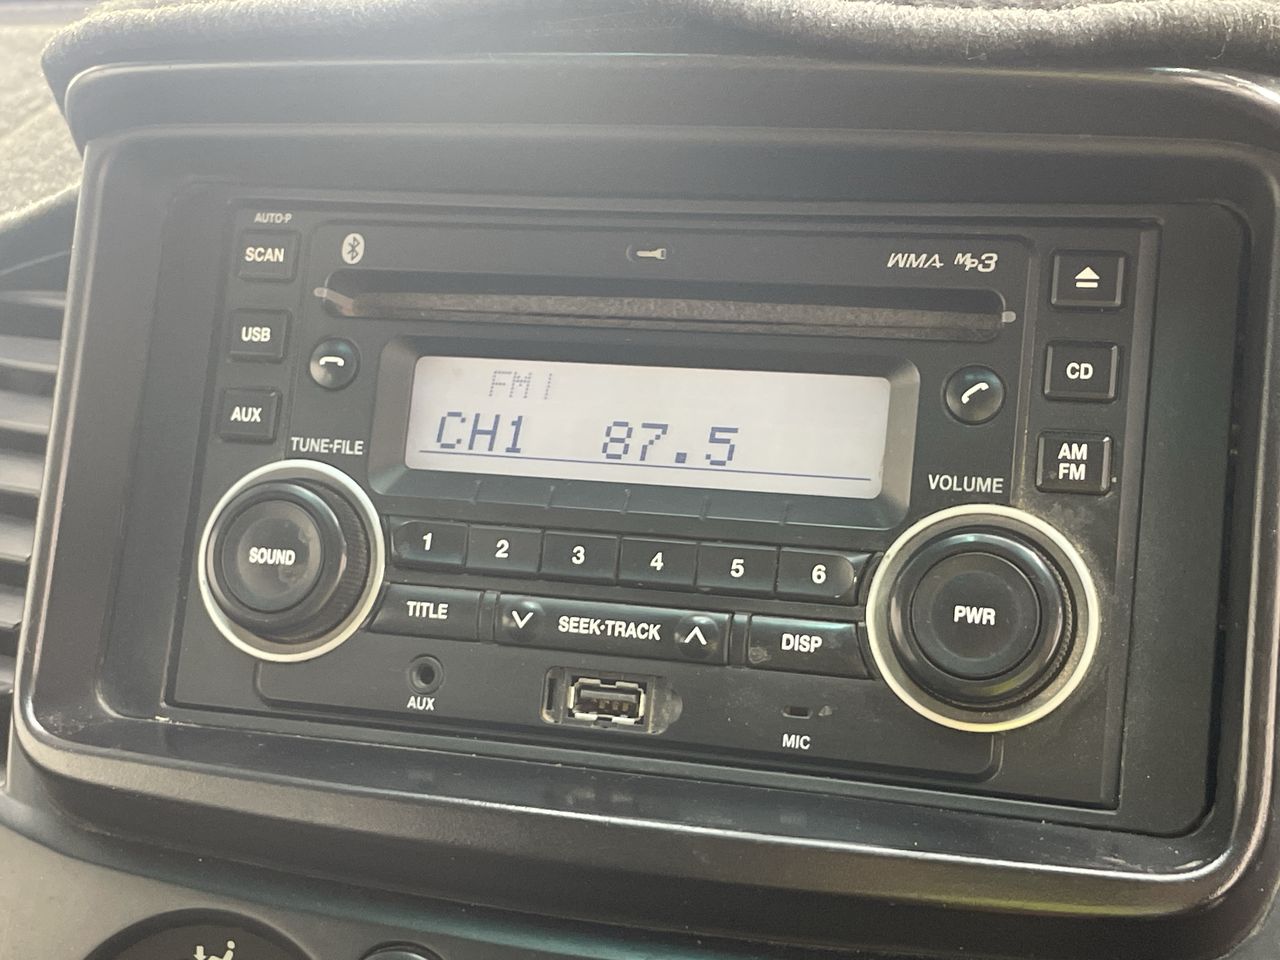 AUTO-P
SCAN
WMA MP3
USB
CD
FM1
AUX
CH1 87.5
AM
FM
TUNE·FILE
VOLUME
1 2 3 4 5 6
SOUND
TITLE
SEEK·TRACK
DISP
PWR
AUX
MIC